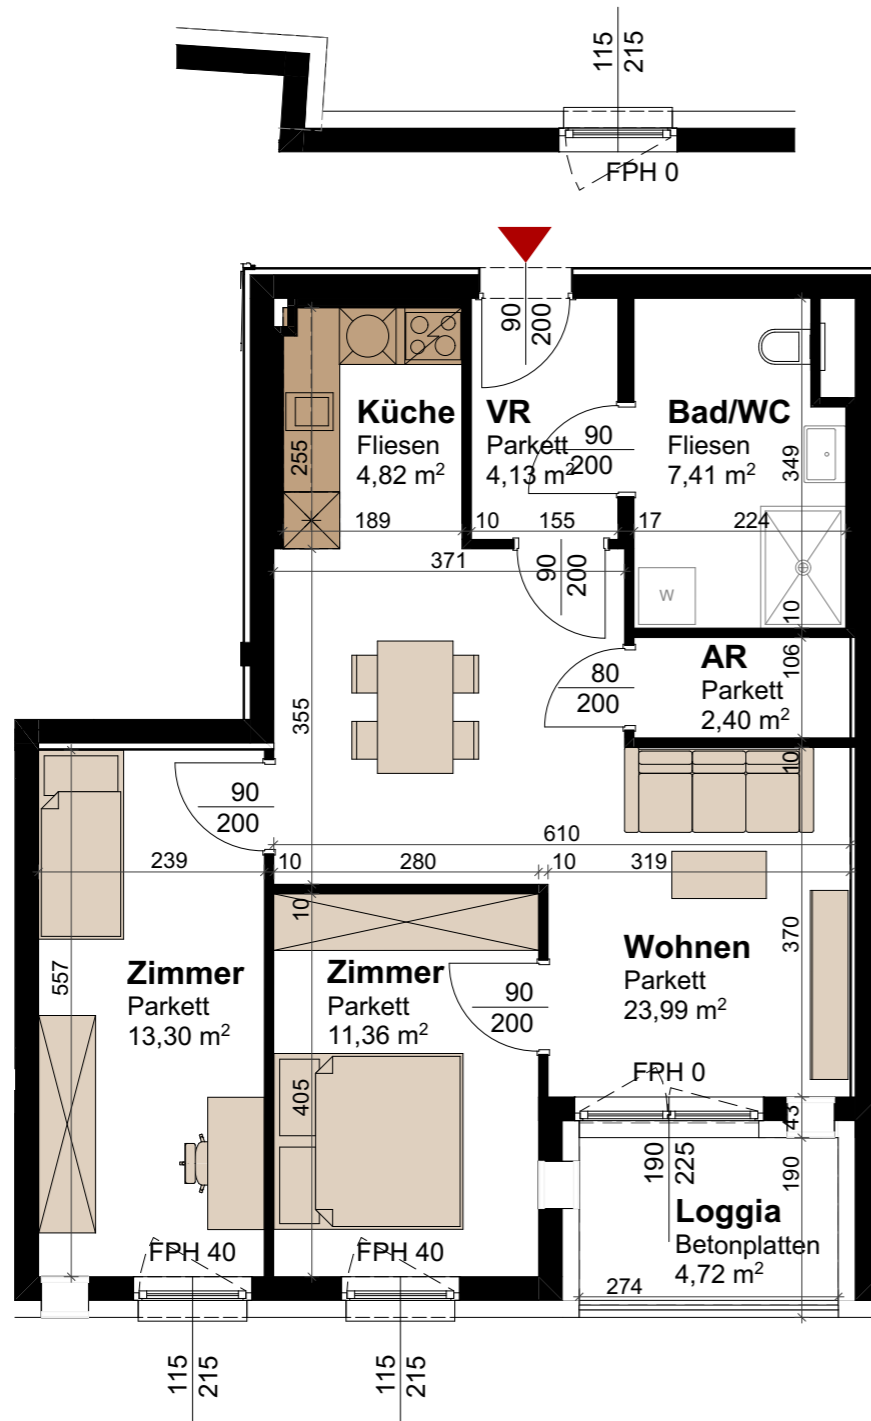 115
215
FPH 0
90
200
Küche
Fliesen
4,82 m²
VR
Parkett
4,13 m²
90
200
Bad/WC
Fliesen
7,41 m²
349
255
189
10
155
17
224
371
90
200
W
10
AR
Parkett
2,40 m²
106
80
200
355
10
90
200
610
239
10
280
10
319
10
370
557
Zimmer
Parkett
13,30 m²
Zimmer
Parkett
11,36 m²
90
200
Wohnen
Parkett
23,99 m²
405
FPH 0
43
190
225
190
Loggia
Betonplatten
4,72 m²
274
FPH 40
FPH 40
115
215
115
215